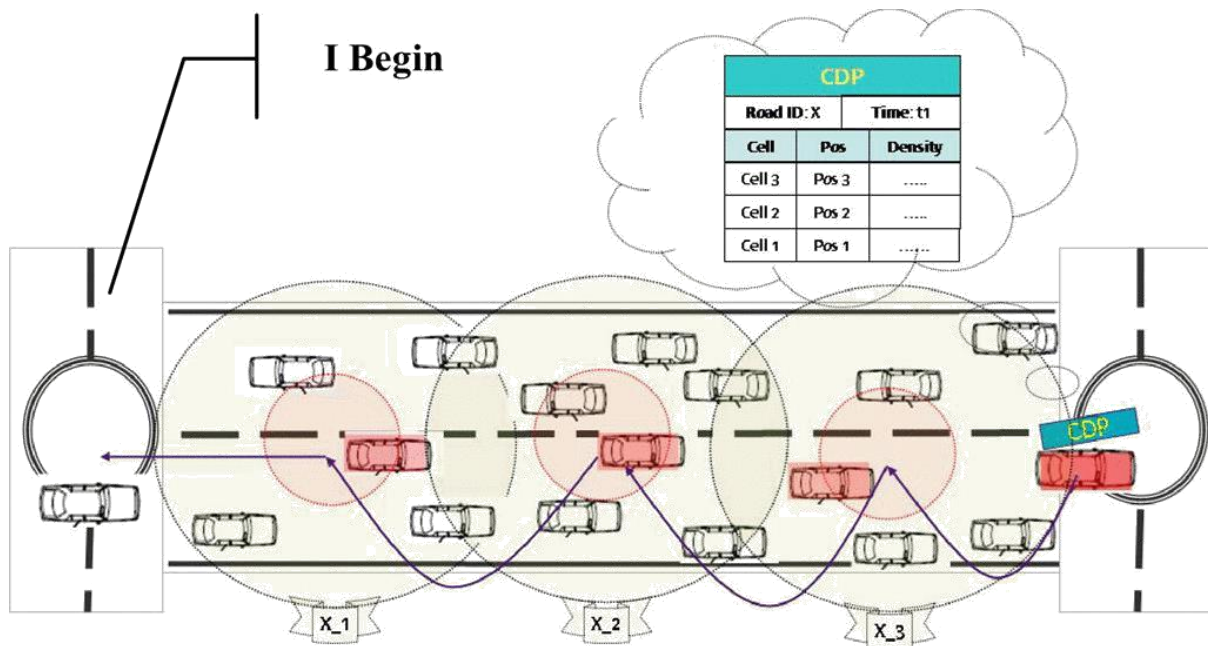 I Begin
CDP
Road ID: X Time: t1
Cell Pos Density
Cell 3 Pos 3 .....
Cell 2 Pos 2 .....
Cell 1 Pos 1 ......
CDP
X_1
X_2
X_3